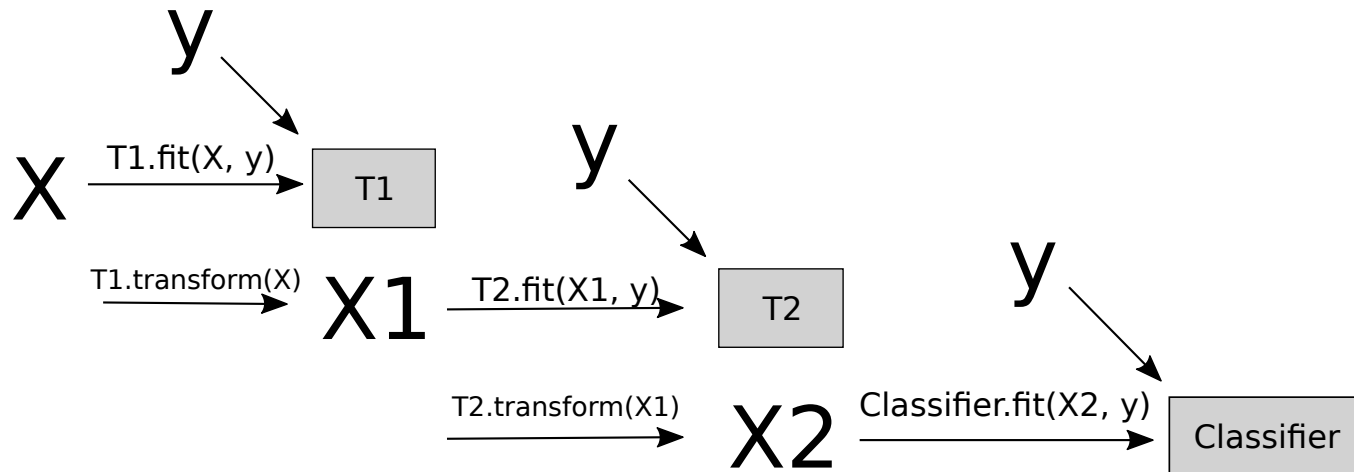 y
X
T1.fit(X, y)
T1
y
T1.transform(X)
X1
T2.fit(X1, y)
T2
y
T2.transform(X1)
X2
Classifier.fit(X2, y)
Classifier